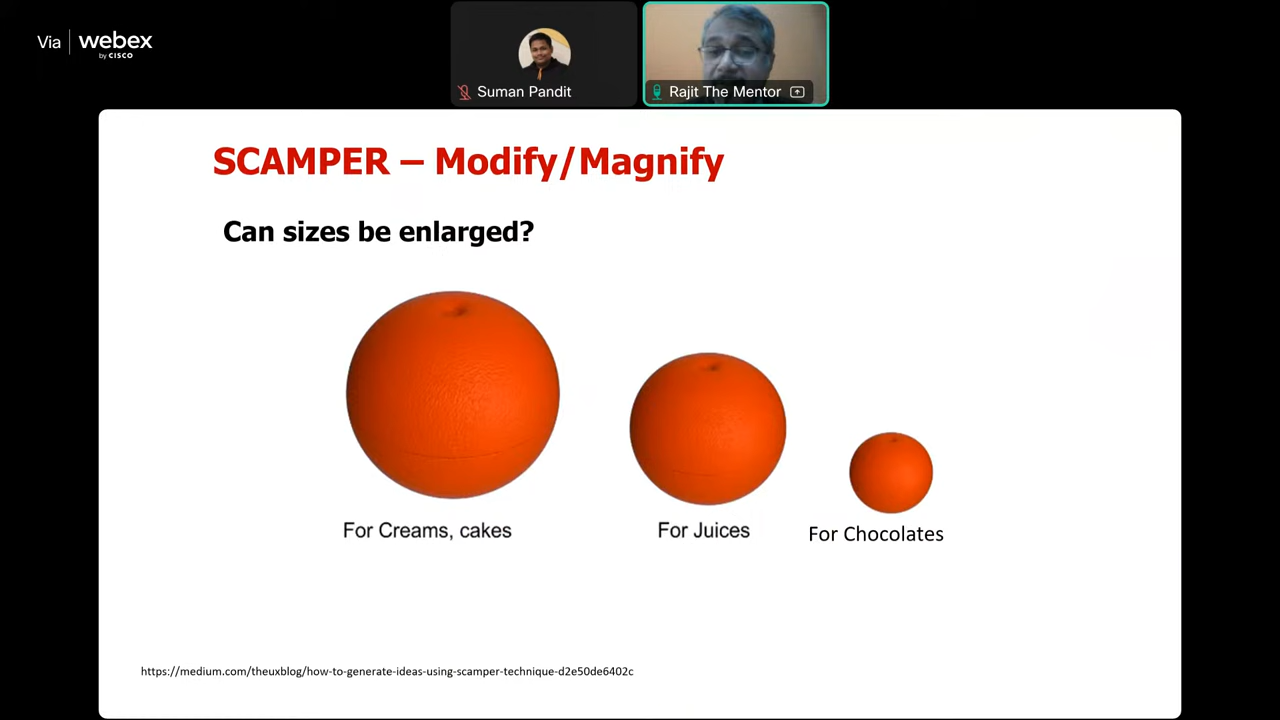 Via | webex
by CISCO
Suman Pandit
Rajit The Mentor
SCAMPER – Modify/Magnify
Can sizes be enlarged?
For Creams, cakes
For Juices
For Chocolates
https://medium.com/theuxblog/how-to-generate-ideas-using-scamper-technique-d2e50de6402c